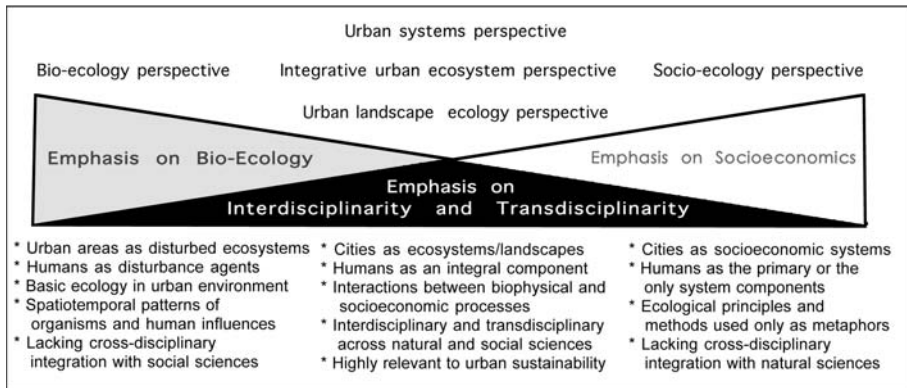 Urban systems perspective
Bio-ecology perspective
Integrative urban ecosystem perspective
Socio-ecology perspective
Urban landscape ecology perspective
Emphasis on Bio-Ecology
Emphasis on Socioeconomics
Emphasis on
Interdisciplinarity and Transdisciplinarity
* Urban areas as disturbed ecosystems
* Humans as disturbance agents
* Basic ecology in urban environment
* Spatiotemporal patterns of
organisms and human influences
* Lacking cross-disciplinary
integration with social sciences
* Cities as ecosystems/landscapes
* Humans as an integral component
* Interactions between biophysical and
socioeconomic processes
* Interdisciplinary and transdisciplinary
across natural and social sciences
* Highly relevant to urban sustainability
* Cities as socioeconomic systems
* Humans as the primary or the
only system components
* Ecological principles and
methods used only as metaphors
* Lacking cross-disciplinary
integration with natural sciences